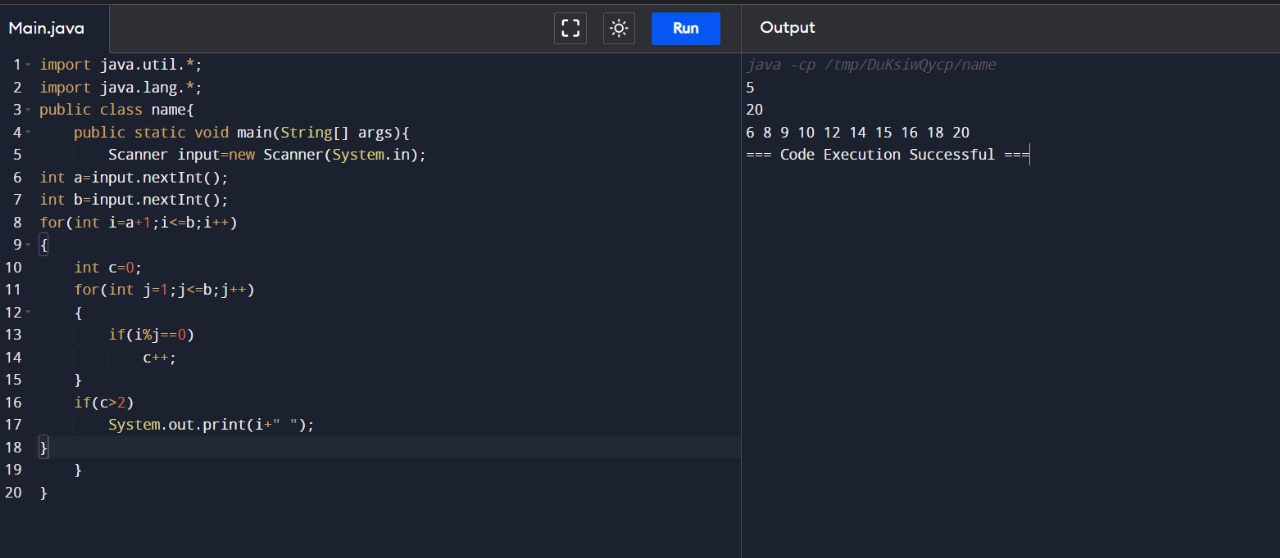 Main.java
Run
Output
1 import java.util.*;
2 import java.lang.*;
3 public class name{
4 public static void main(String[] args){
5 Scanner input=new Scanner(System.in);
6 int a=input.nextInt();
7 int b=input.nextInt();
8 for(int i=a+1;i<=b;i++)
9 {
10 int c=0;
11 for(int j=1;j<=b;j++)
12 {
13 if(i%j==0)
14 c++;
15 }
16 if(c>2)
17 System.out.print(i+" ");
18 }
19 }
20 }
java -cp /tmp/DuKsiwQycp/name
5
20
6 8 9 10 12 14 15 16 18 20
=== Code Execution Successful ===